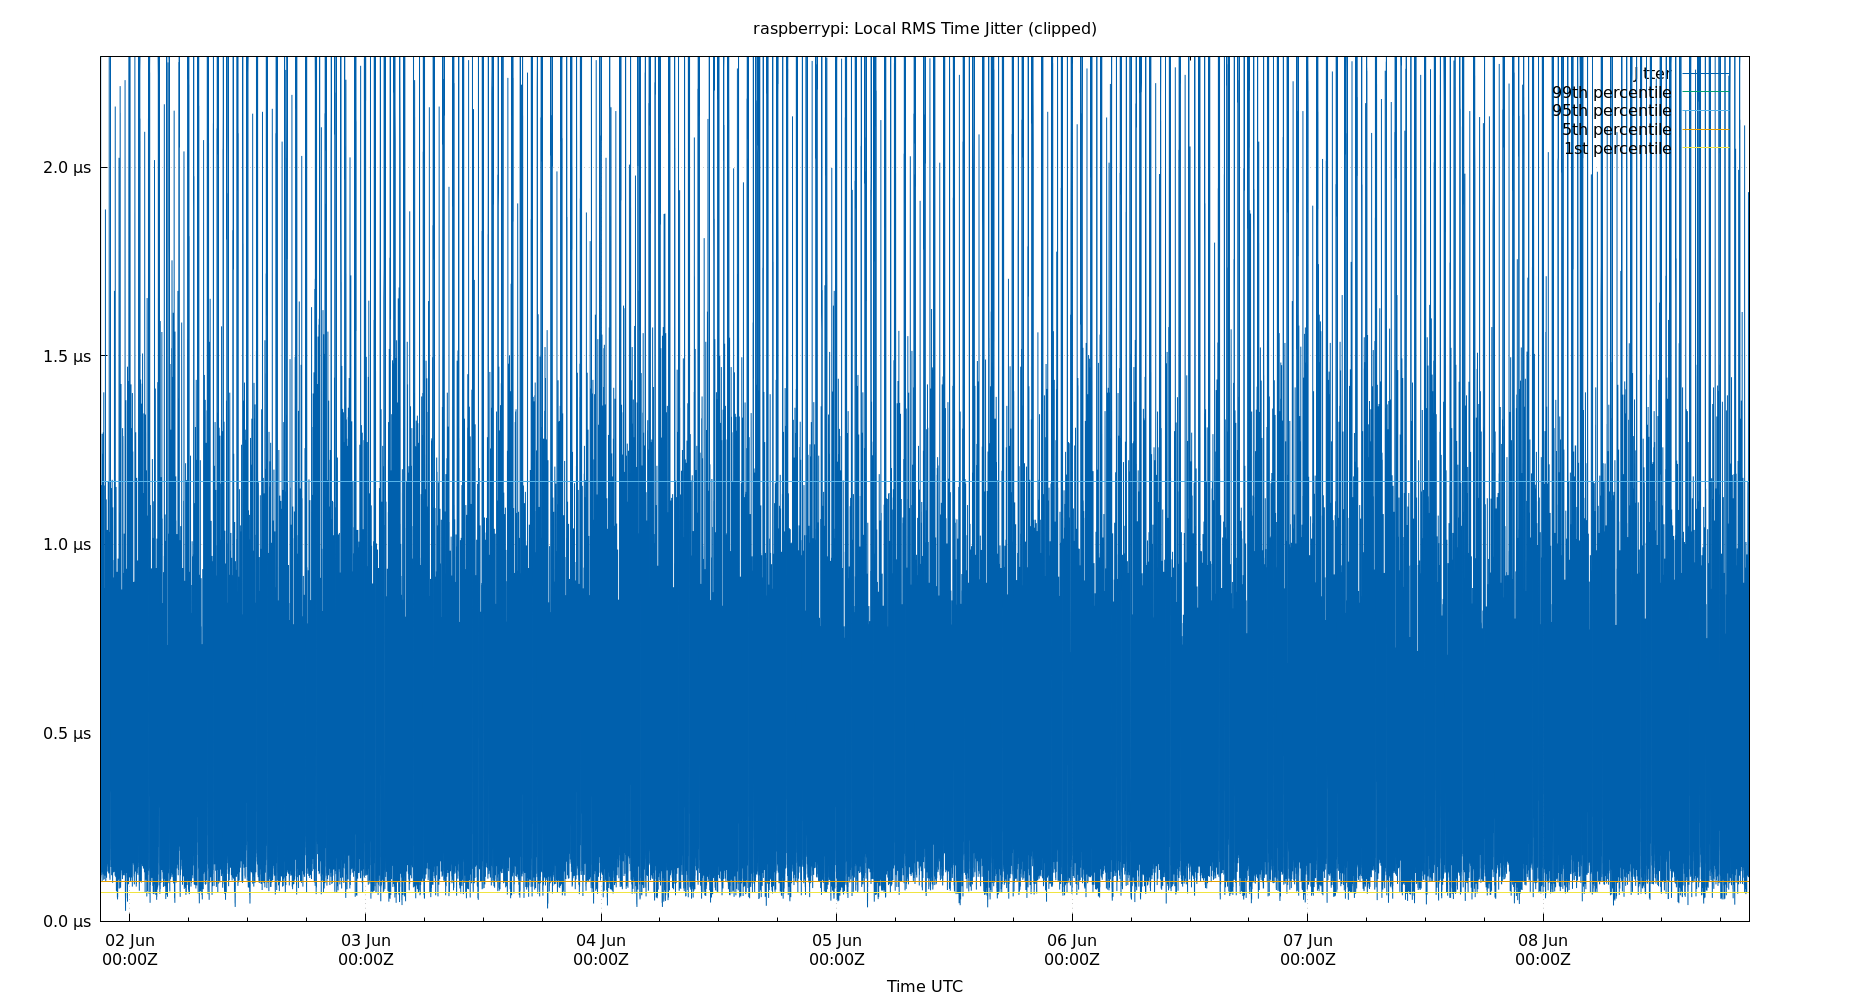 raspberrypi: Local RMS Time Jitter (clipped)
jitter
99th percentile
95th percentile
5th percentile
1st percentile
2.0 µs
1.5 µs
1.0 µs
0.5 µs
0.0 µs
02 Jun 03 Jun 04 Jun 05 Jun 06 Jun 07 Jun 08 Jun
00:00Z 00:00Z 00:00Z 00:00Z 00:00Z 00:00Z 00:00Z
Time UTC